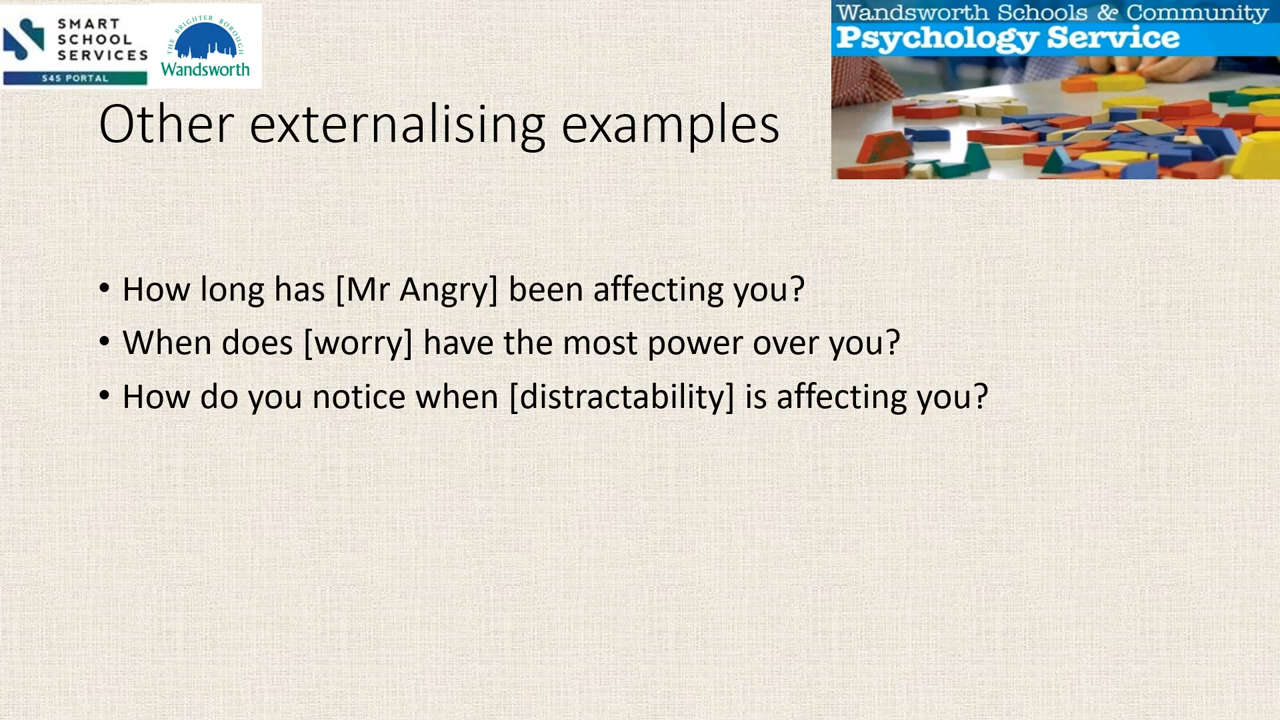 SMART
SCHOOL
SERVICES
S4S PORTAL
THE BRIGHTER BOROUGH
Wandsworth
Wandsworth Schools & Community
Psychology Service
Other externalising examples
• How long has [Mr Angry] been affecting you?
• When does [worry] have the most power over you?
• How do you notice when [distractability] is affecting you?